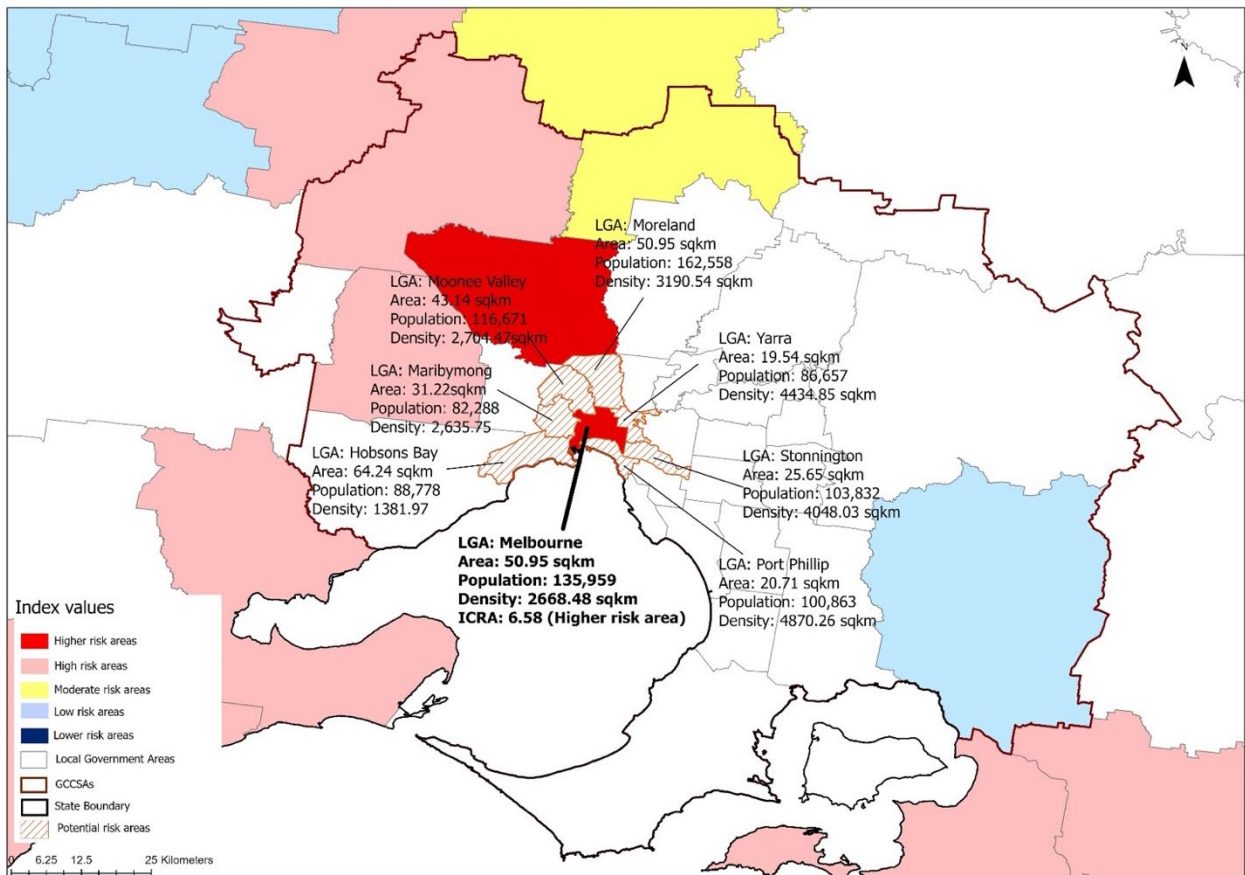 N
LGA: Moreland
Area: 50.95 sqkm
Population: 162,558
Density: 3190.54sqkm
LGA: Moonee Valley
Area: 43.14 sqkm
Population: 116,671
Density: 2,704.47sqkm
LGA: Yarra
Area: 19.54 sqkm
Population: 86,657
Density: 4434.85 sqkm
LGA: Maribymong
Area: 31.22sqkm
Population: 82,288
Density: 2,635.75
LGA: Hobsons Bay
Area: 64.24 sqkm
Population: 88,778
Density: 1381.97
LGA: Stonnington
Area: 25.65 sqkm
Population: 103,832
Density: 4048.03 sqkm
LGA: Melbourne
Area: 50.95 sqkm
Population: 135,959
Density: 2668.48 sqkm
ICRA: 6.58 (Higher risk area)
LGA: Port Phillip
Area: 20.71 sqkm
Population: 100,863
Density: 4870.26 sqkm
Index values
Higher risk areas
High risk areas
Moderate risk areas
Low risk areas
Lower risk areas
Local Government Areas
GCCSAs
State Boundary
Potential risk areas
0 6.25 12.5 25 Kilometers